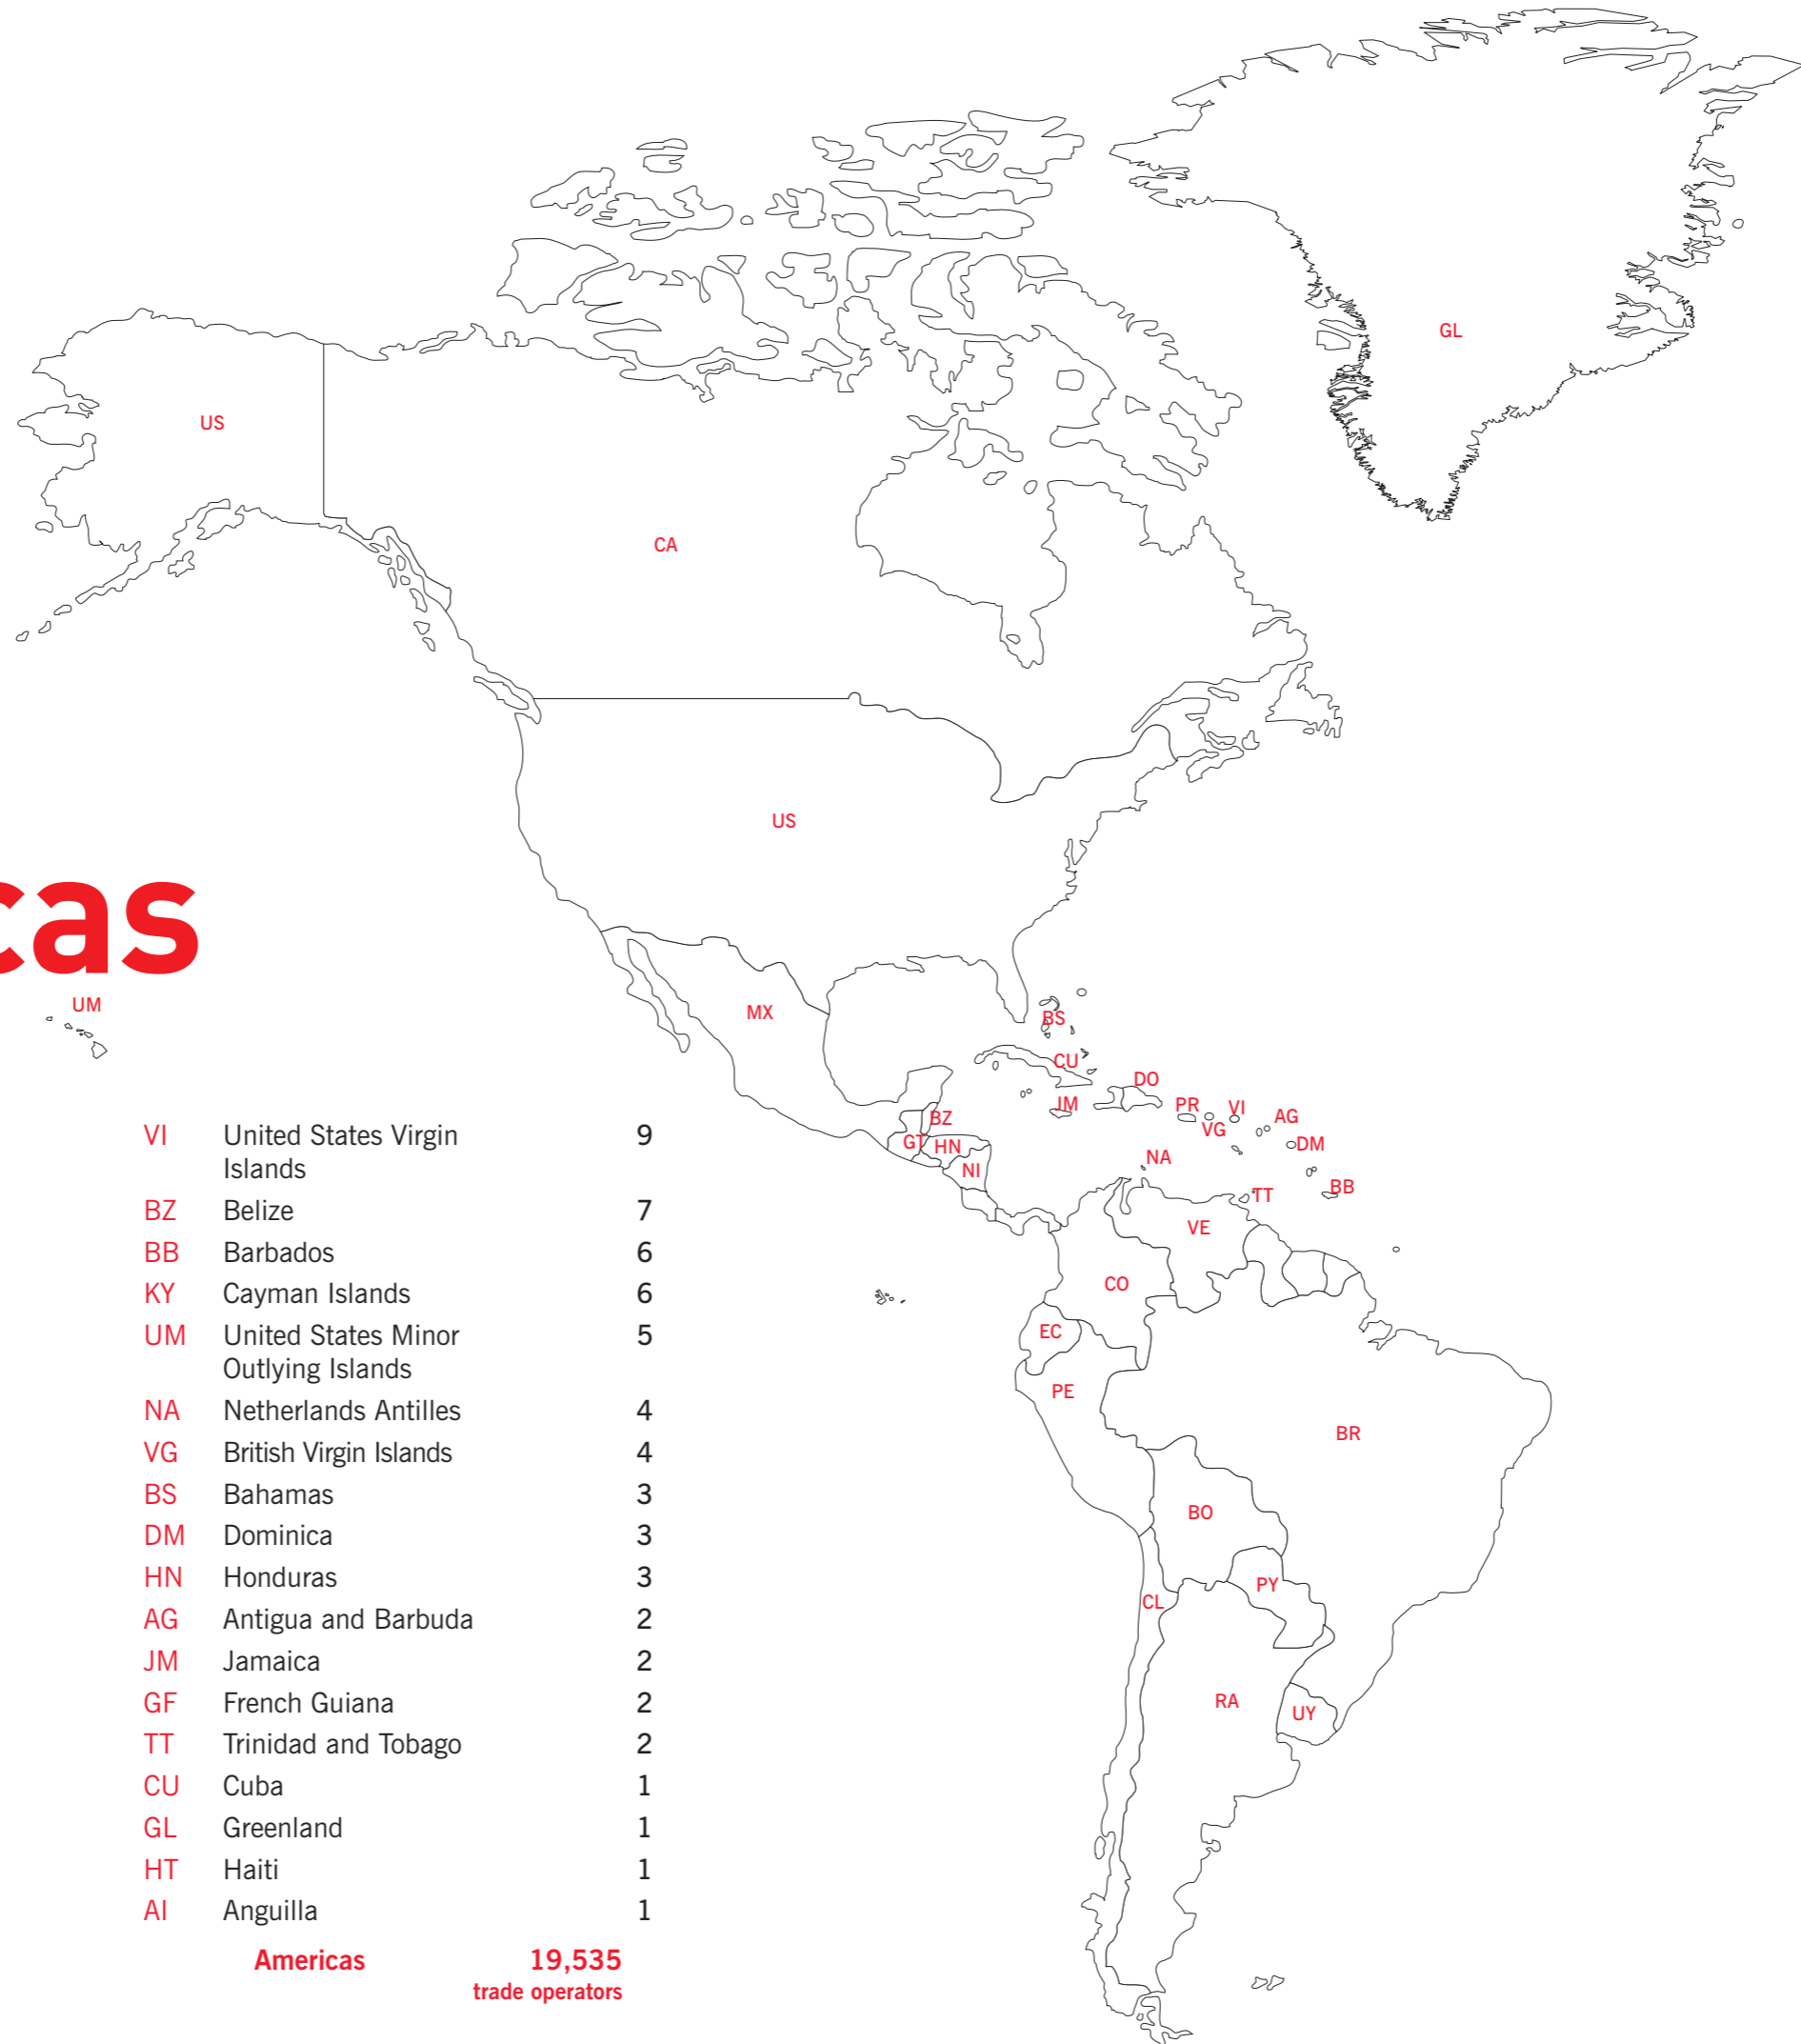 GL
US
CA
US
cas
UM
MX
BS
CU
DO
JM
PR
VI
AG
VG
BZ
DM
GT
HN
NI
NA
BB
TT
VE
CO
EC
PE
BR
BO
PY
CL
RA
UY
VI United States Virgin 9
Islands
BZ Belize 7
BB Barbados 6
KY Cayman Islands 6
UM United States Minor 5
Outlying Islands
NA Netherlands Antilles 4
VG British Virgin Islands 4
BS Bahamas 3
DM Dominica 3
HN Honduras 3
AG Antigua and Barbuda 2
JM Jamaica 2
GF French Guiana 2
TT Trinidad and Tobago 2
CU Cuba 1
GL Greenland 1
HT Haiti 1
AI Anguilla 1
Americas 19,535
trade operators